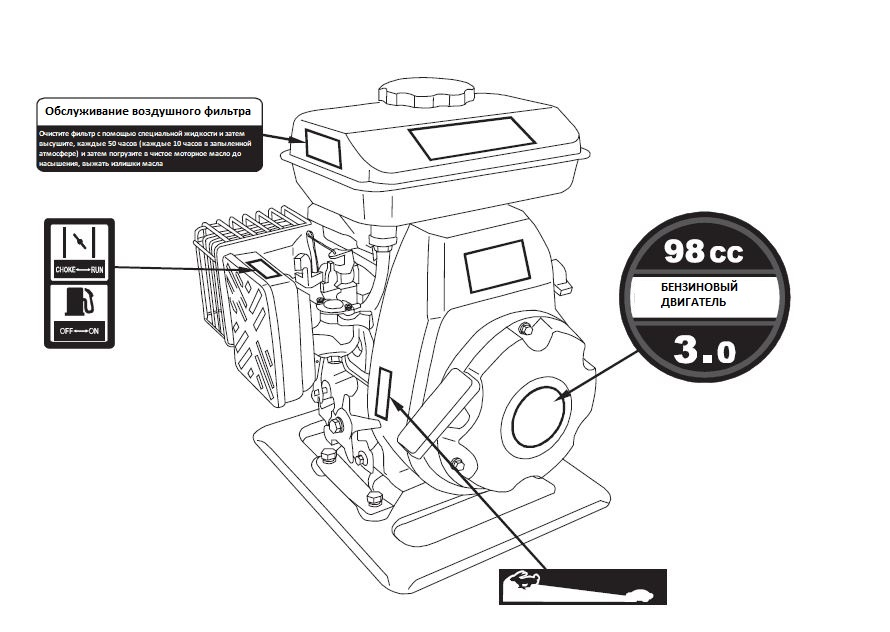 Обслуживание воздушного фильтра
Очистите фильтр с помощью специальной жидкости и затем
высушите, каждые 50 часов (каждые 10 часов в запыленной
атмосфере) и затем погрузите в чистое моторное масло до
насышения, выжать излишки масла
CHOKE⟷RUN
OFF⟷ON
98 cc
БЕНЗИНОВЫЙ
ДВИГАТЕЛЬ
3.0